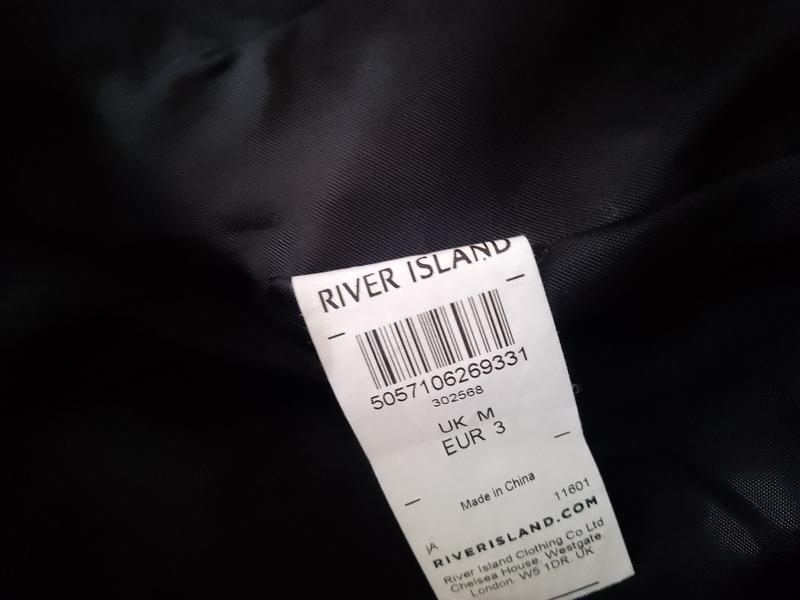 RIVER ISLAND
5057106269331
302568
UK M
EUR 3
Made in China
11601
JA
RIVERISLAND.COM
River Island Clothing Co Ltd
Chelsea House, Westgate,
London. W5 1DR. UK